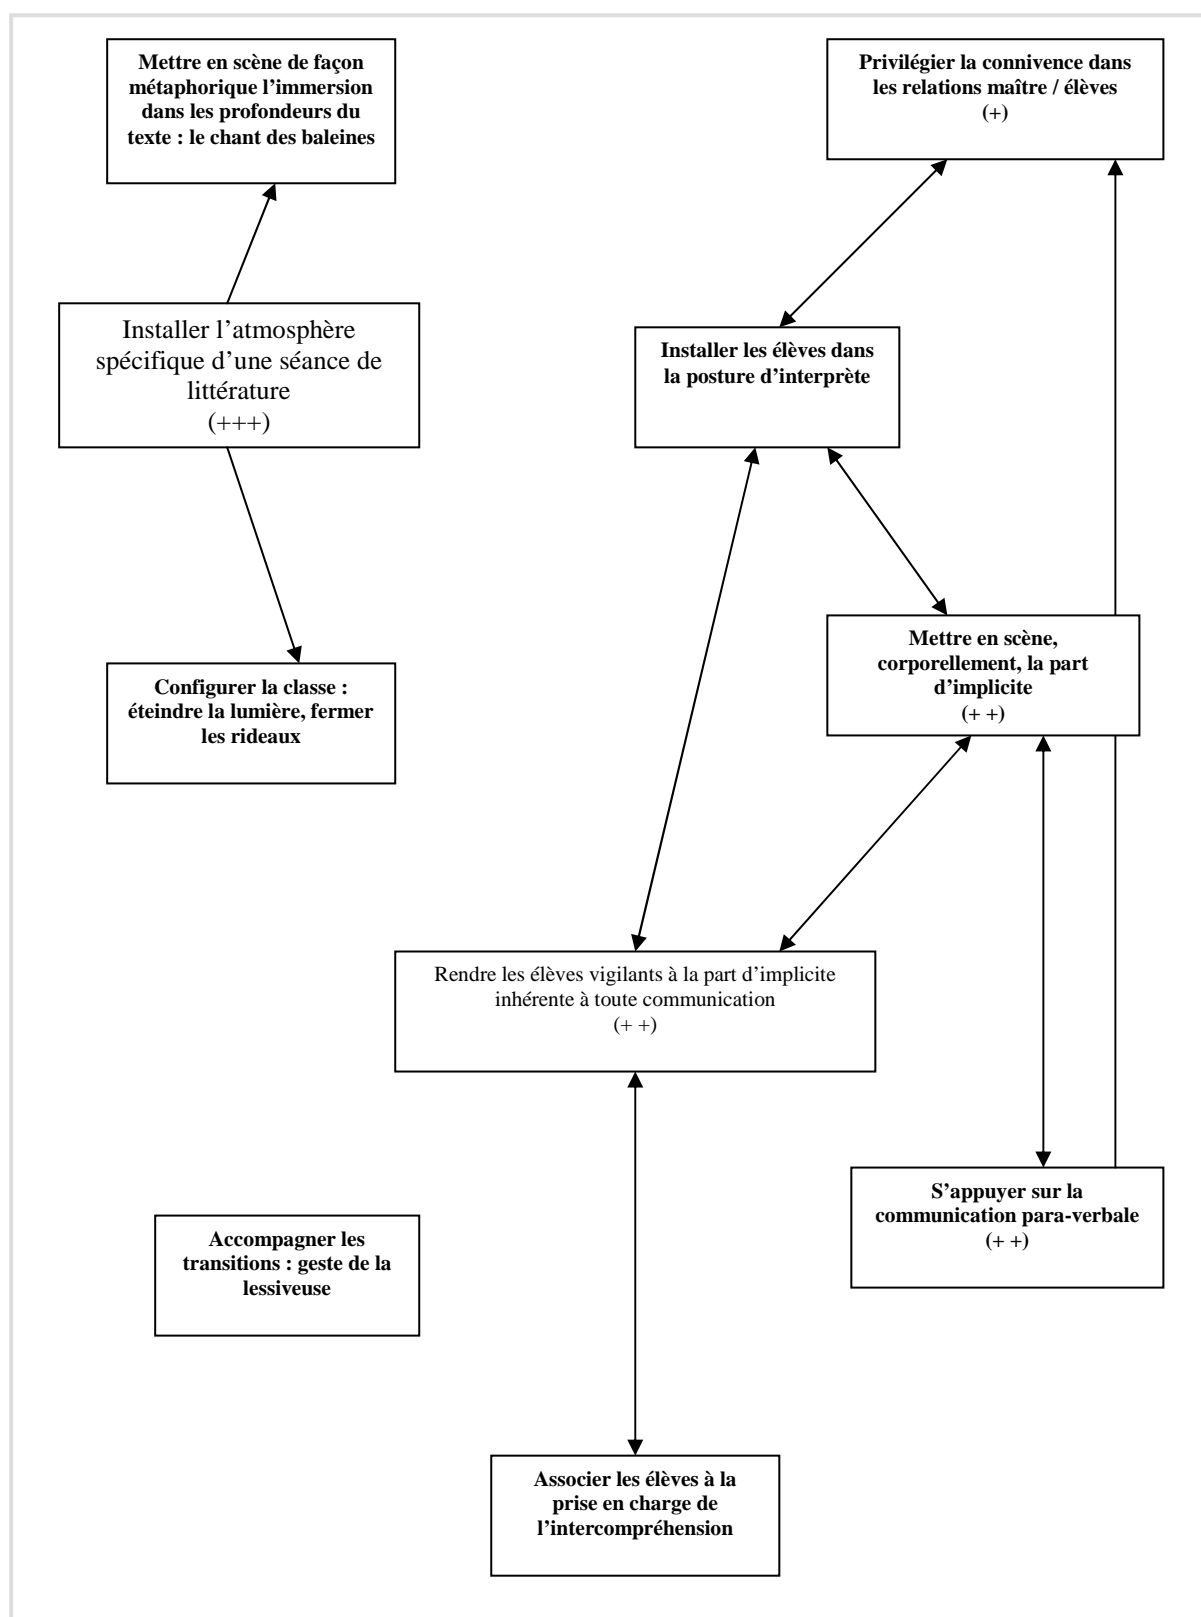 Mettre en scène de façon
métaphorique l’immersion
dans les profondeurs du
texte : le chant des baleines
Privilégier la connivence dans
les relations maître / élèves
(+)
Installer l’atmosphère
spécifique d’une séance de
littérature
(+++)
Installer les élèves dans
la posture d’interprète
Mettre en scène,
corporellement, la part
d’implicite
(+ +)
Configurer la classe :
éteindre la lumière, fermer
les rideaux
Rendre les élèves vigilants à la part d’implicite
inhérente à toute communication
(+ +)
S’appuyer sur la
communication para-verbale
(+ +)
Accompagner les
transitions : geste de la
lessiveuse
Associer les élèves à la
prise en charge de
l’intercompréhension